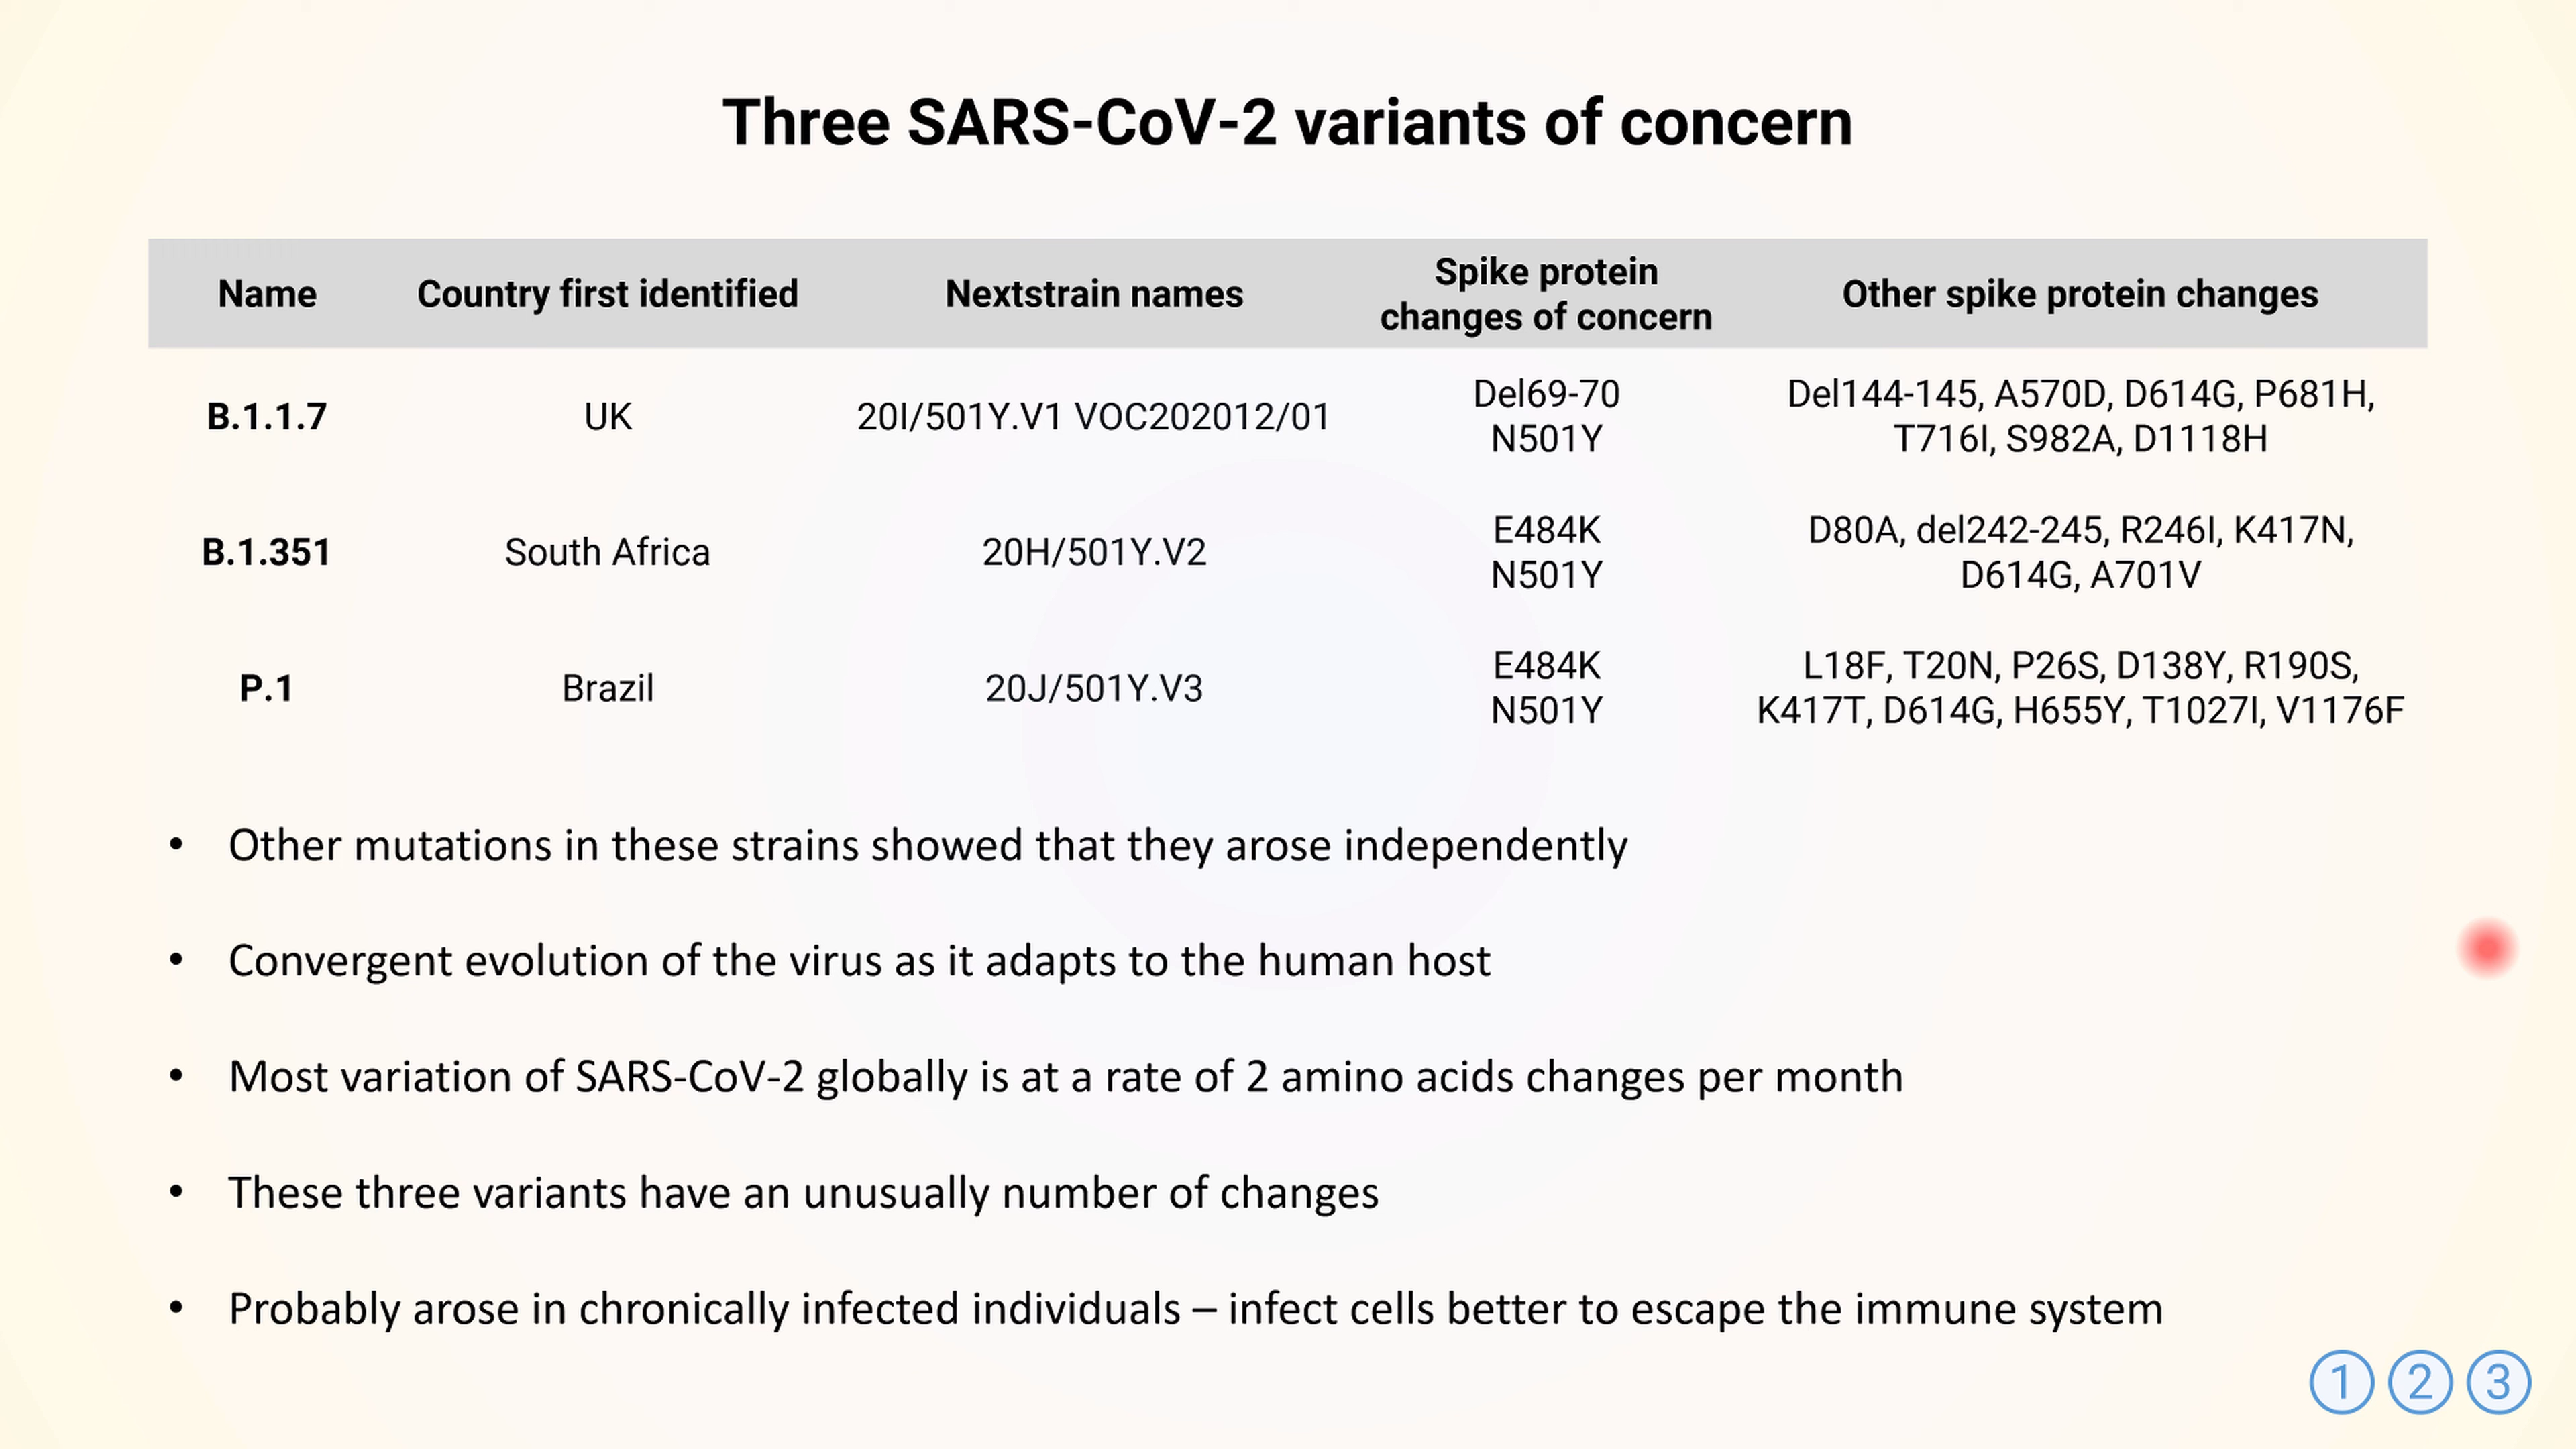 Three SARS-CoV-2 variants of concern
Name
Country first identified
Nextstrain names
Spike protein
changes of concern
Other spike protein changes
B.1.1.7
UK
20I/501Y.V1 VOC202012/01
Del69-70
N501Y
Del144-145, A570D, D614G, P681H,
T716I, S982A, D1118H
B.1.351
South Africa
20H/501Y.V2
E484K
N501Y
D80A, del242-245, R246I, K417N,
D614G, A701V
P.1
Brazil
20J/501Y.V3
E484K
N501Y
L18F, T20N, P26S, D138Y, R190S,
K417T, D614G, H655Y, T1027I, V1176F
• Other mutations in these strains showed that they arose independently
• Convergent evolution of the virus as it adapts to the human host
• Most variation of SARS-CoV-2 globally is at a rate of 2 amino acids changes per month
• These three variants have an unusually number of changes
• Probably arose in chronically infected individuals – infect cells better to escape the immune system
1 2 3